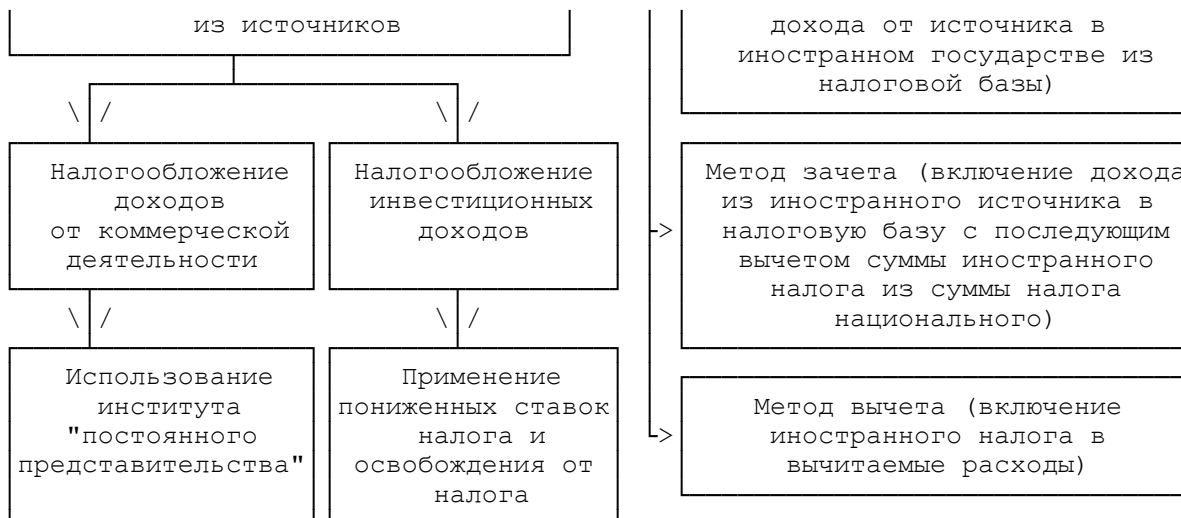 из источников
дохода от источника в
иностранном государстве из
налоговой базы)
Налогообложение
доходов
от коммерческой
деятельности
Налогообложение
инвестиционных
доходов
Метод зачета (включение дохода
из иностранного источника в
налоговую базу с последующим
вычетом суммы иностранного
налога из суммы налога
национального)
Использование
института
"постоянного
представительства"
Применение
пониженных ставок
налога и
освобождения от
налога
Метод вычета (включение
иностранного налога в
вычитаемые расходы)